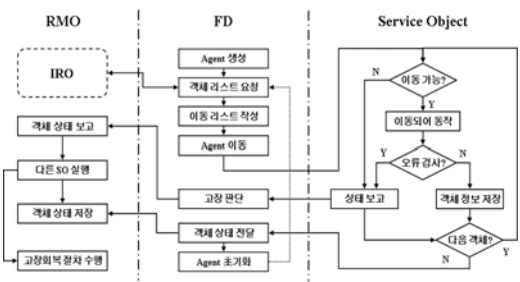 RMO
FD
Service Object
IRO
Agent 생성
객체 리스트 요청
이동 리스트 작성
Agent 이동
이동 가능?
N
Y
이동되어 동작
오류 검사?
Y
N
객체 상태 보고
다른 SO 실행
객체 상태 저장
고장회복 절차 수행
고장 판단
객체 상태 전달
Agent 초기화
상태 보고
객체 정보 저장
다음 객체?
N
Y